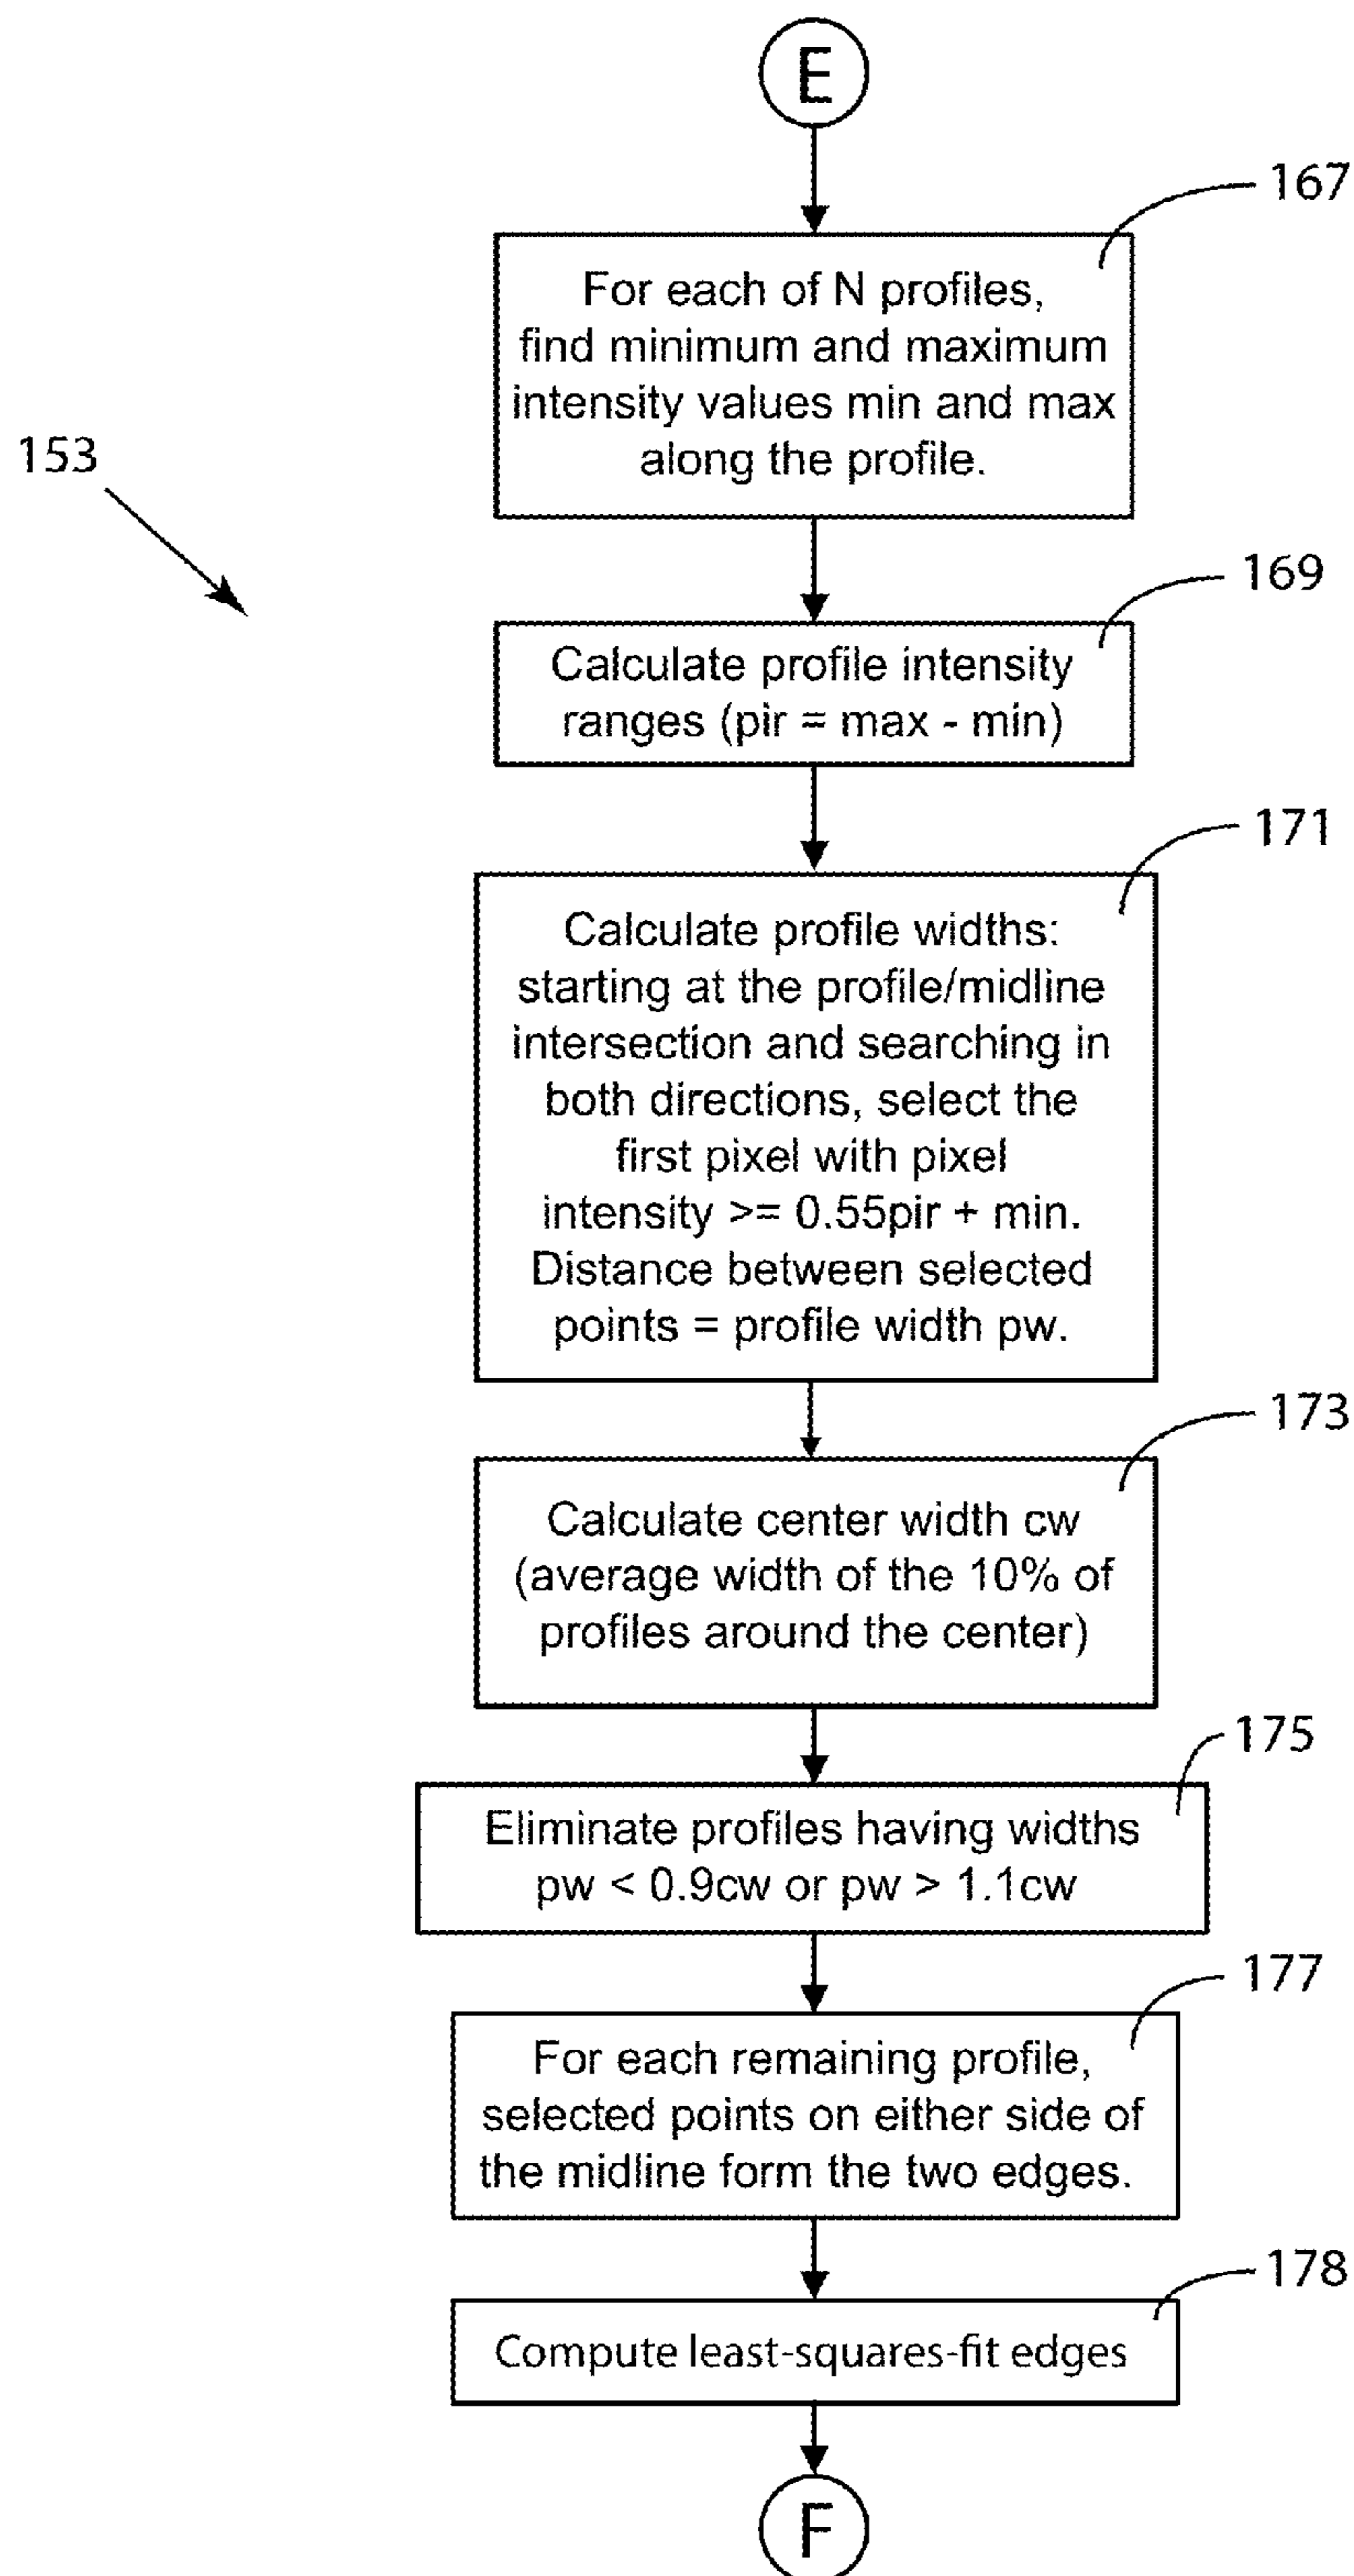 E
167
For each of N profiles,
find minimum and maximum
intensity values min and max
along the profile.
153
169
Calculate profile intensity
ranges (pir = max - min)
171
Calculate profile widths:
starting at the profile/midline
intersection and searching in
both directions, select the
first pixel with pixel
intensity >= 0.55pir + min.
Distance between selected
points = profile width pw.
173
Calculate center width cw
(average width of the 10% of
profiles around the center)
175
Eliminate profiles having widths
pw < 0.9cw or pw > 1.1cw
177
For each remaining profile,
selected points on either side of
the midline form the two edges.
178
Compute least-squares-fit edges
F